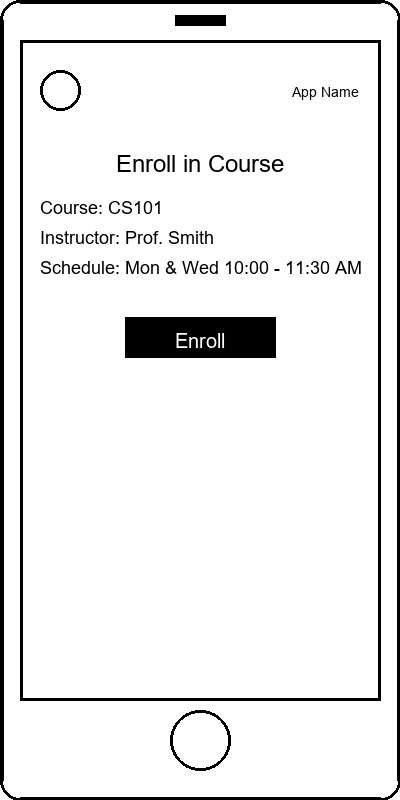 App Name
Enroll in Course
Course: CS101
Instructor: Prof. Smith
Schedule: Mon & Wed 10:00 - 11:30 AM
Enroll